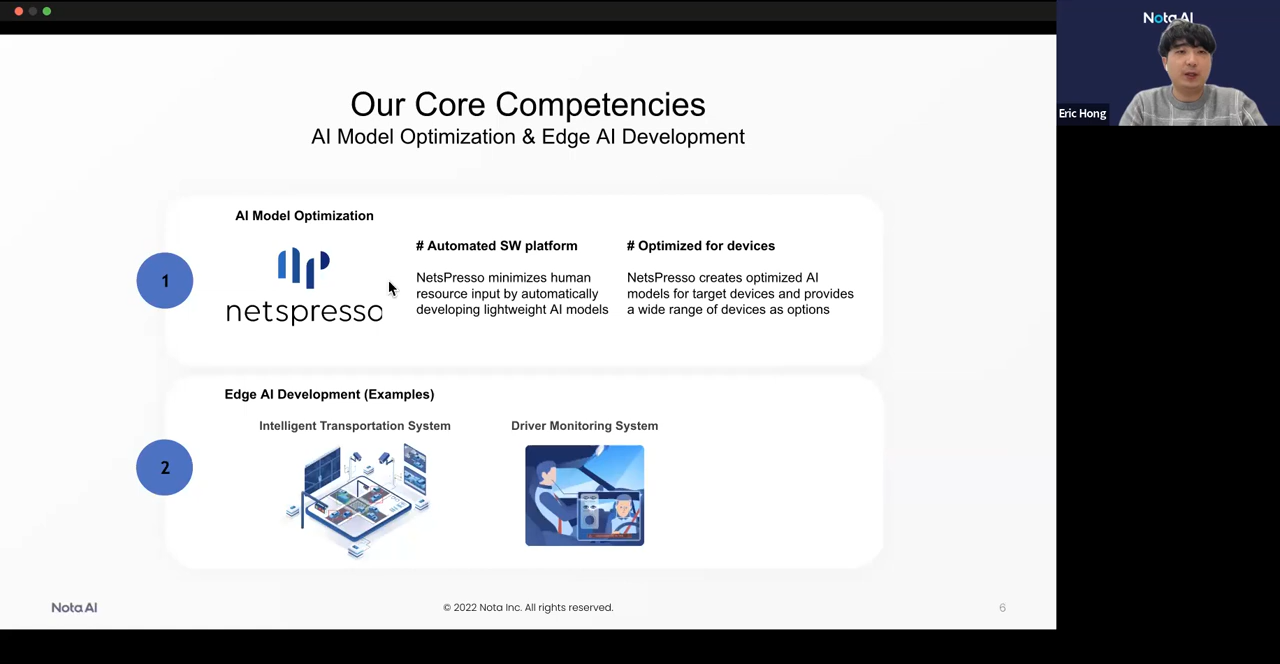 Our Core Competencies
AI Model Optimization & Edge AI Development
1
AI Model Optimization
netspresso
# Automated SW platform
NetsPresso minimizes human
resource input by automatically
developing lightweight AI models
# Optimized for devices
NetsPresso creates optimized AI
models for target devices and provides
a wide range of devices as options
2
Edge AI Development (Examples)
Intelligent Transportation System
Driver Monitoring System
Nota AI
© 2022 Nota Inc. All rights reserved.
6
Nota AI
Eric Hong